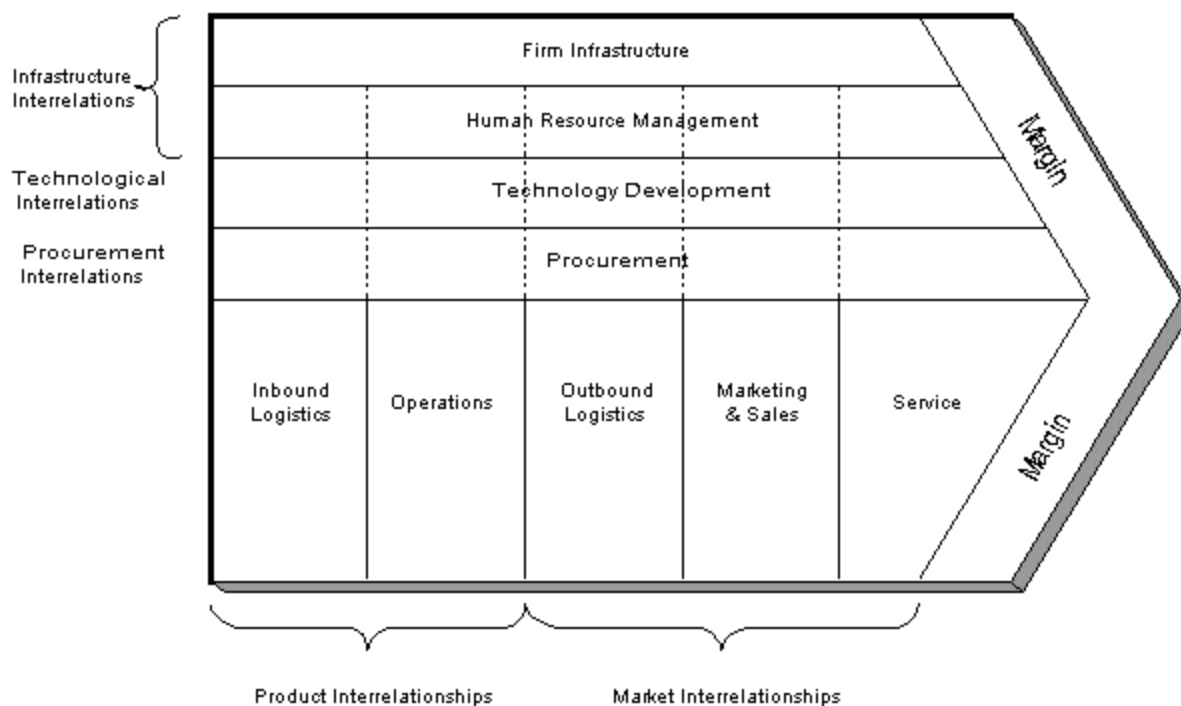 Firm Infrastructure
Infrastructure
Interrelations
Human Resource Management
Margin
Technological
Interrelations
Technology Development
Procurement
Interrelations
Procurement
Inbound
Logistics
Operations
Outbound
Logistics
Marketing
& Sales
Service
Margin
Product Interrelationships
Market Interrelationships